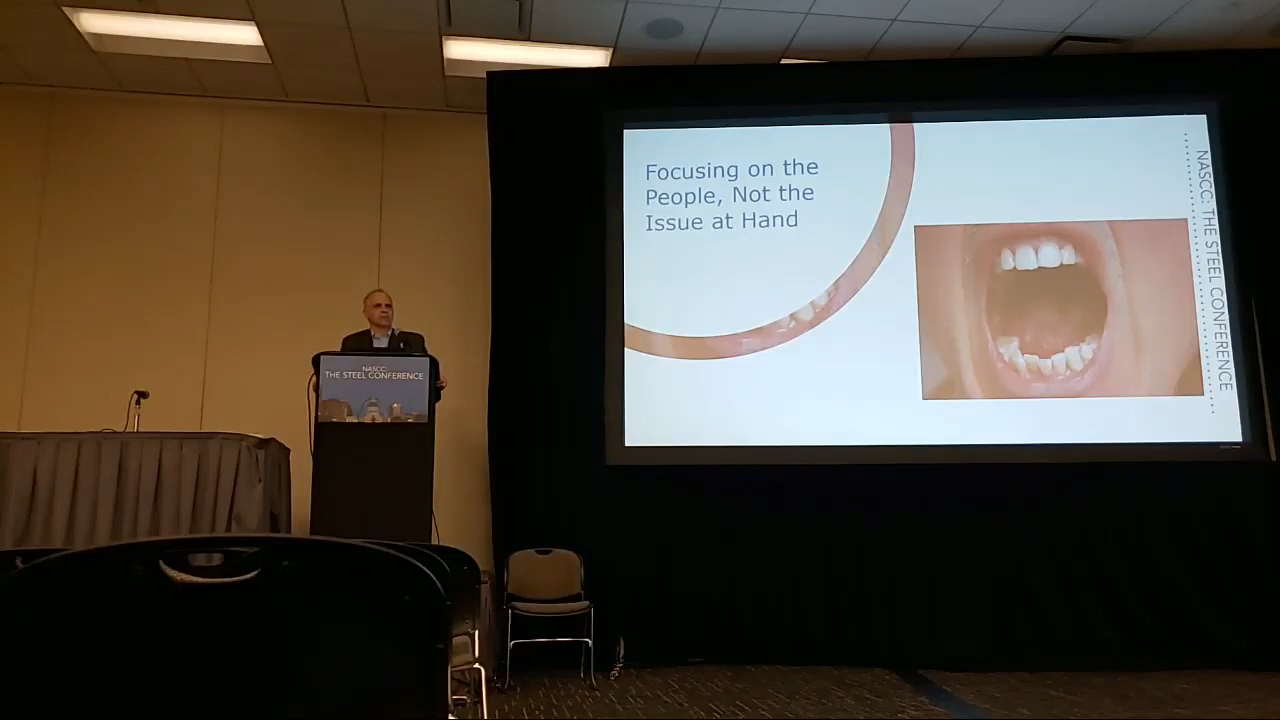 Focusing on the
People, Not the
Issue at Hand
NASCC: THE STEEL CONFERENCE
NASCC:
THE STEEL CONFERENCE